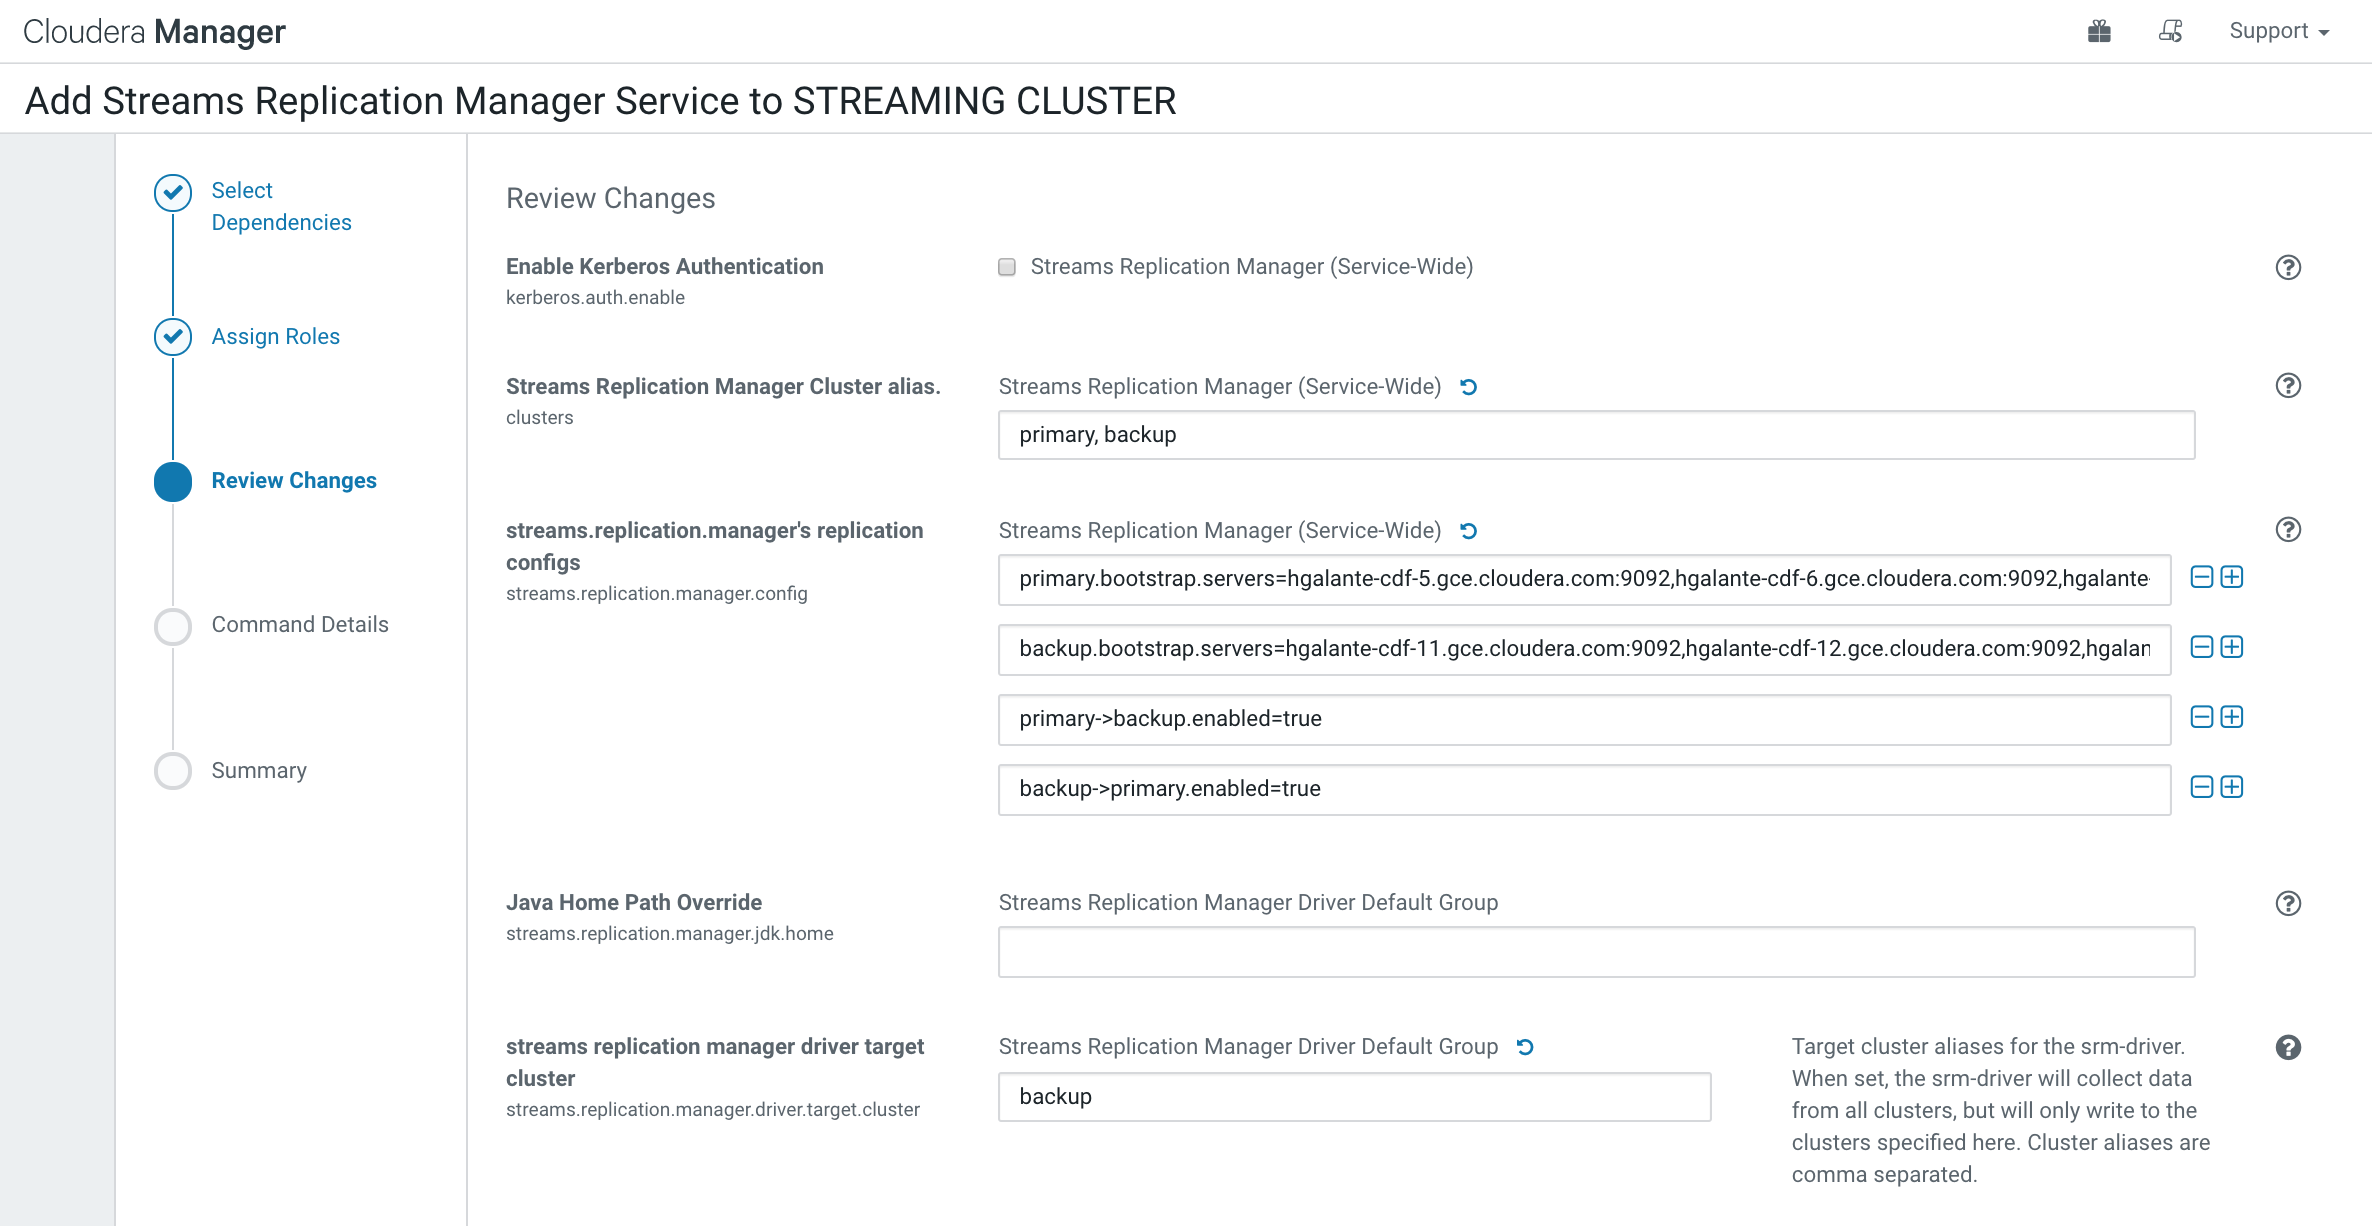 Cloudera Manager
Support
Add Streams Replication Manager Service to STREAMING CLUSTER
Select
Dependencies
Assign Roles
Review Changes
Command Details
Summary
Review Changes
Enable Kerberos Authentication
kerberos.auth.enable
Streams Replication Manager (Service-Wide)
Streams Replication Manager Cluster alias.
clusters
Streams Replication Manager (Service-Wide)
primary, backup
streams.replication.manager's replication
configs
streams.replication.manager.config
Streams Replication Manager (Service-Wide)
primary.bootstrap.servers=hgalante-cdf-5.gce.cloudera.com:9092,hgalante-cdf-6.gce.cloudera.com:9092,hgalante-
backup.bootstrap.servers=hgalante-cdf-11.gce.cloudera.com:9092,hgalante-cdf-12.gce.cloudera.com:9092,hgalan
primary->backup.enabled=true
backup->primary.enabled=true
Java Home Path Override
streams.replication.manager.jdk.home
Streams Replication Manager Driver Default Group
streams replication manager driver target
cluster
streams.replication.manager.driver.target.cluster
Streams Replication Manager Driver Default Group
backup
Target cluster aliases for the srm-driver.
When set, the srm-driver will collect data
from all clusters, but will only write to the
clusters specified here. Cluster aliases are
comma separated.